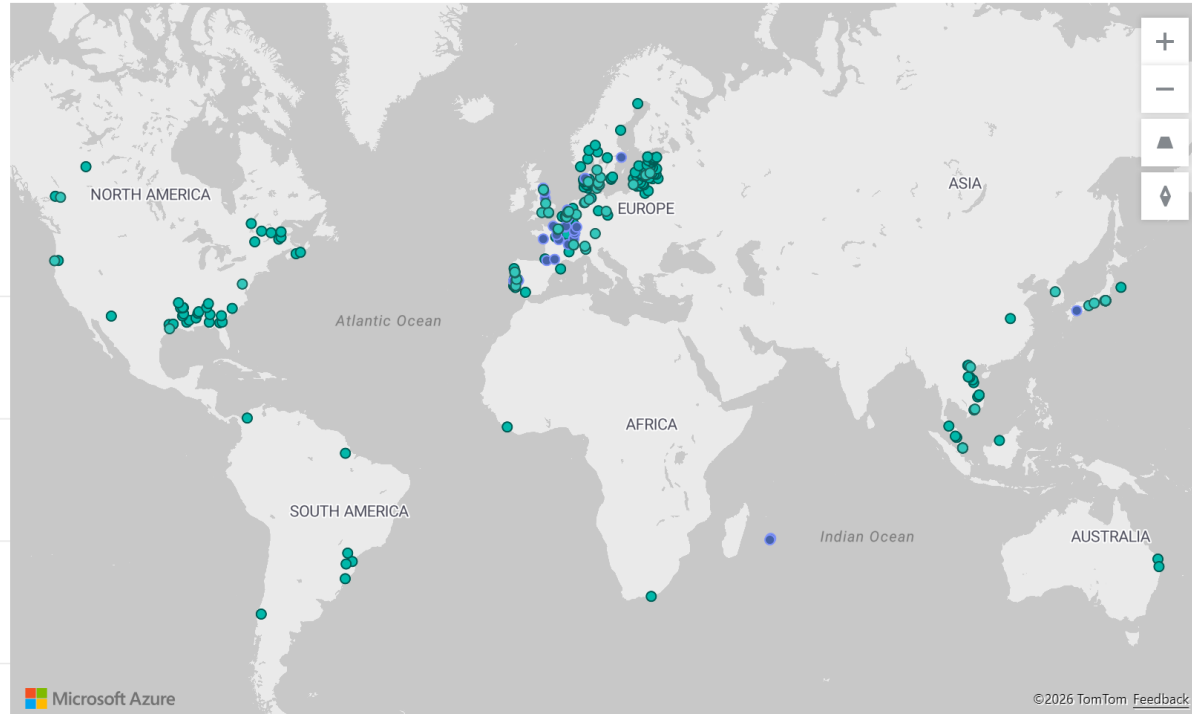 NORTH AMERICA
ASIA
EUROPE
Atlantic Ocean
AFRICA
SOUTH AMERICA
Indian Ocean
AUSTRALIA
Microsoft Azure
©2026 TomTom Feedback